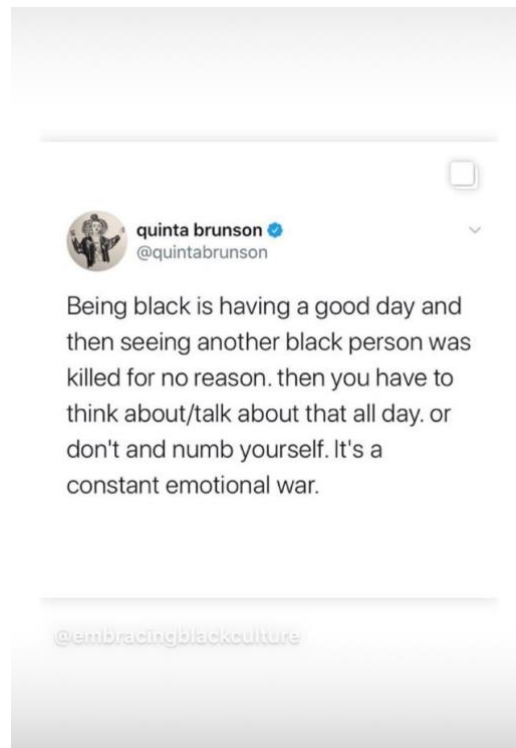 quinta brunson
@quintabrunson
Being black is having a good day and
then seeing another black person was
killed for no reason. then you have to
think about/talk about that all day. or
don't and numb yourself. It's a
constant emotional war.
@embracingblackculture